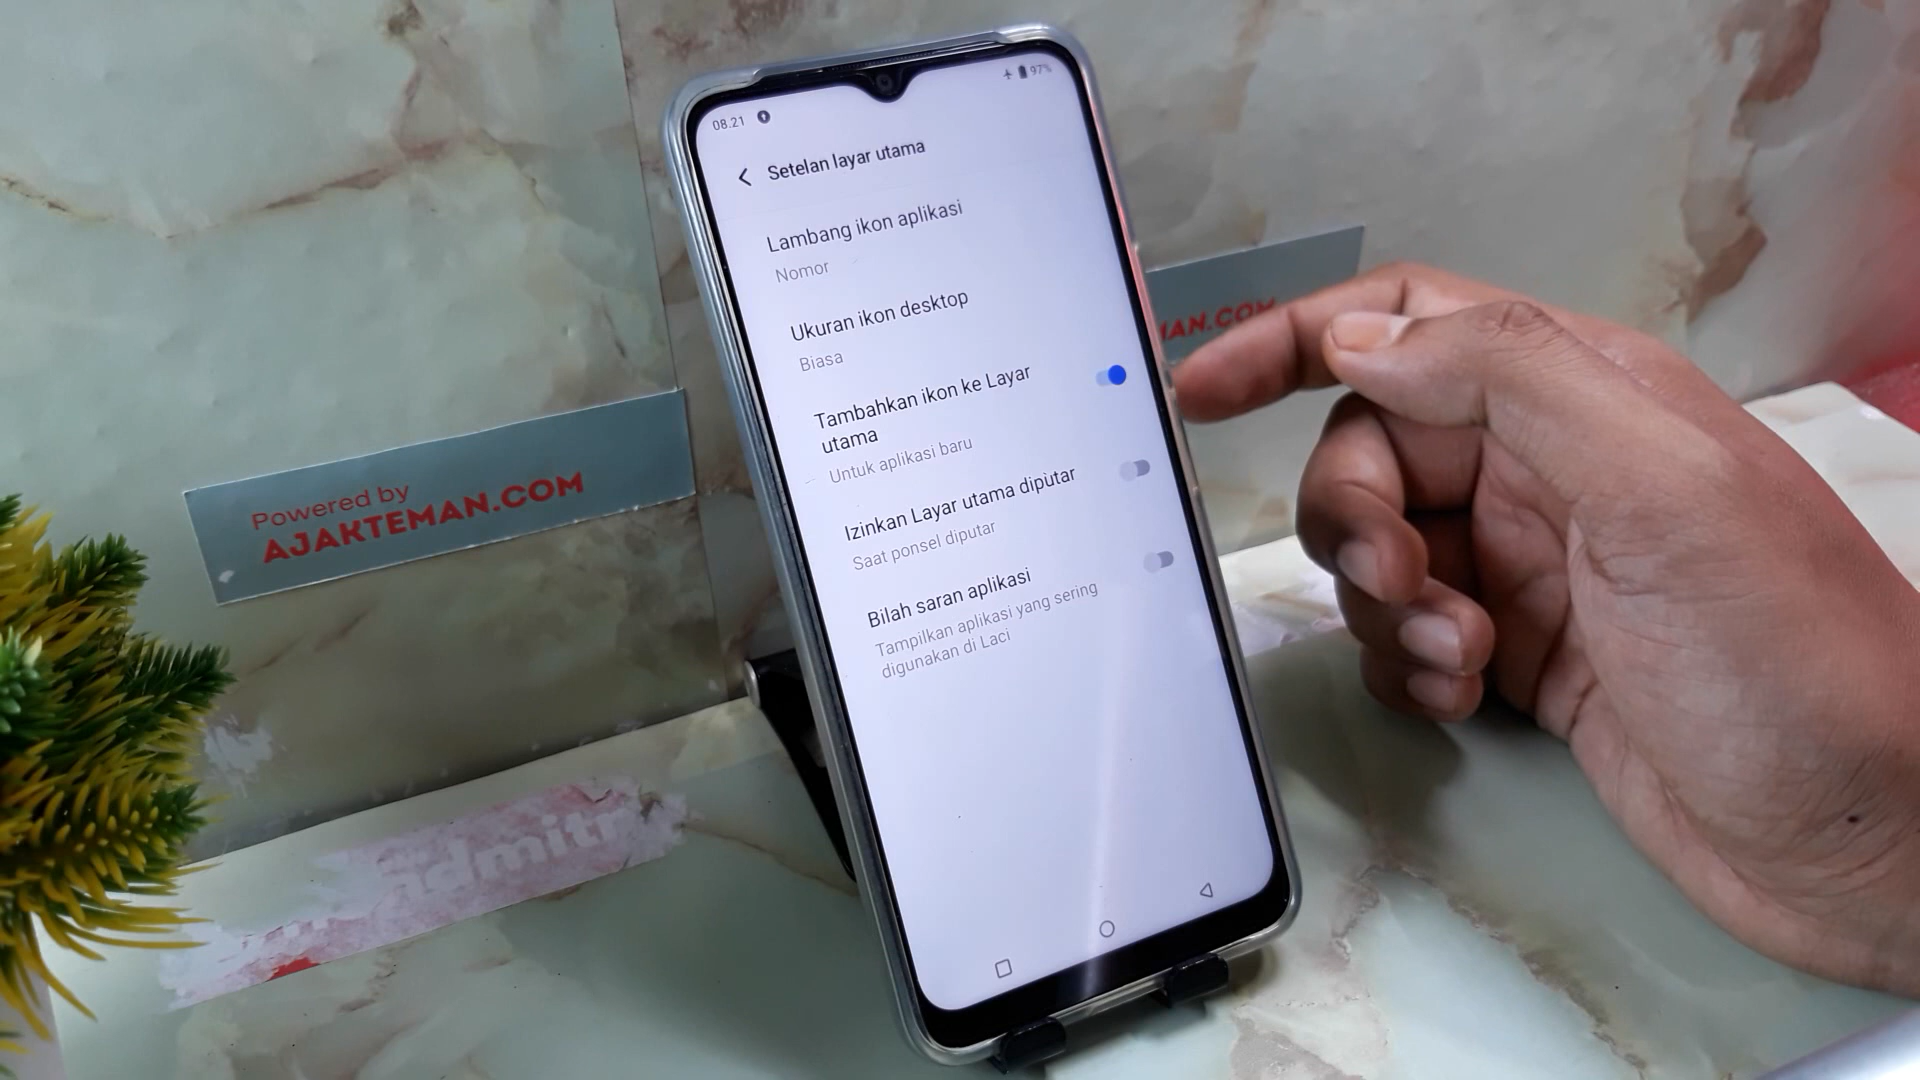 08.21
97%
Setelan layar utama
Lambang ikon aplikasi
Nomor
Ukuran ikon desktop
Biasa
Tambahkan ikon ke Layar
utama
Untuk aplikasi baru
Izinkan Layar utama diputar
Saat ponsel diputar
Bilah saran aplikasi
Tampilkan aplikasi yang sering
digunakan di Laci
Powered by
AJAKTEMAN.COM
MAN.COM